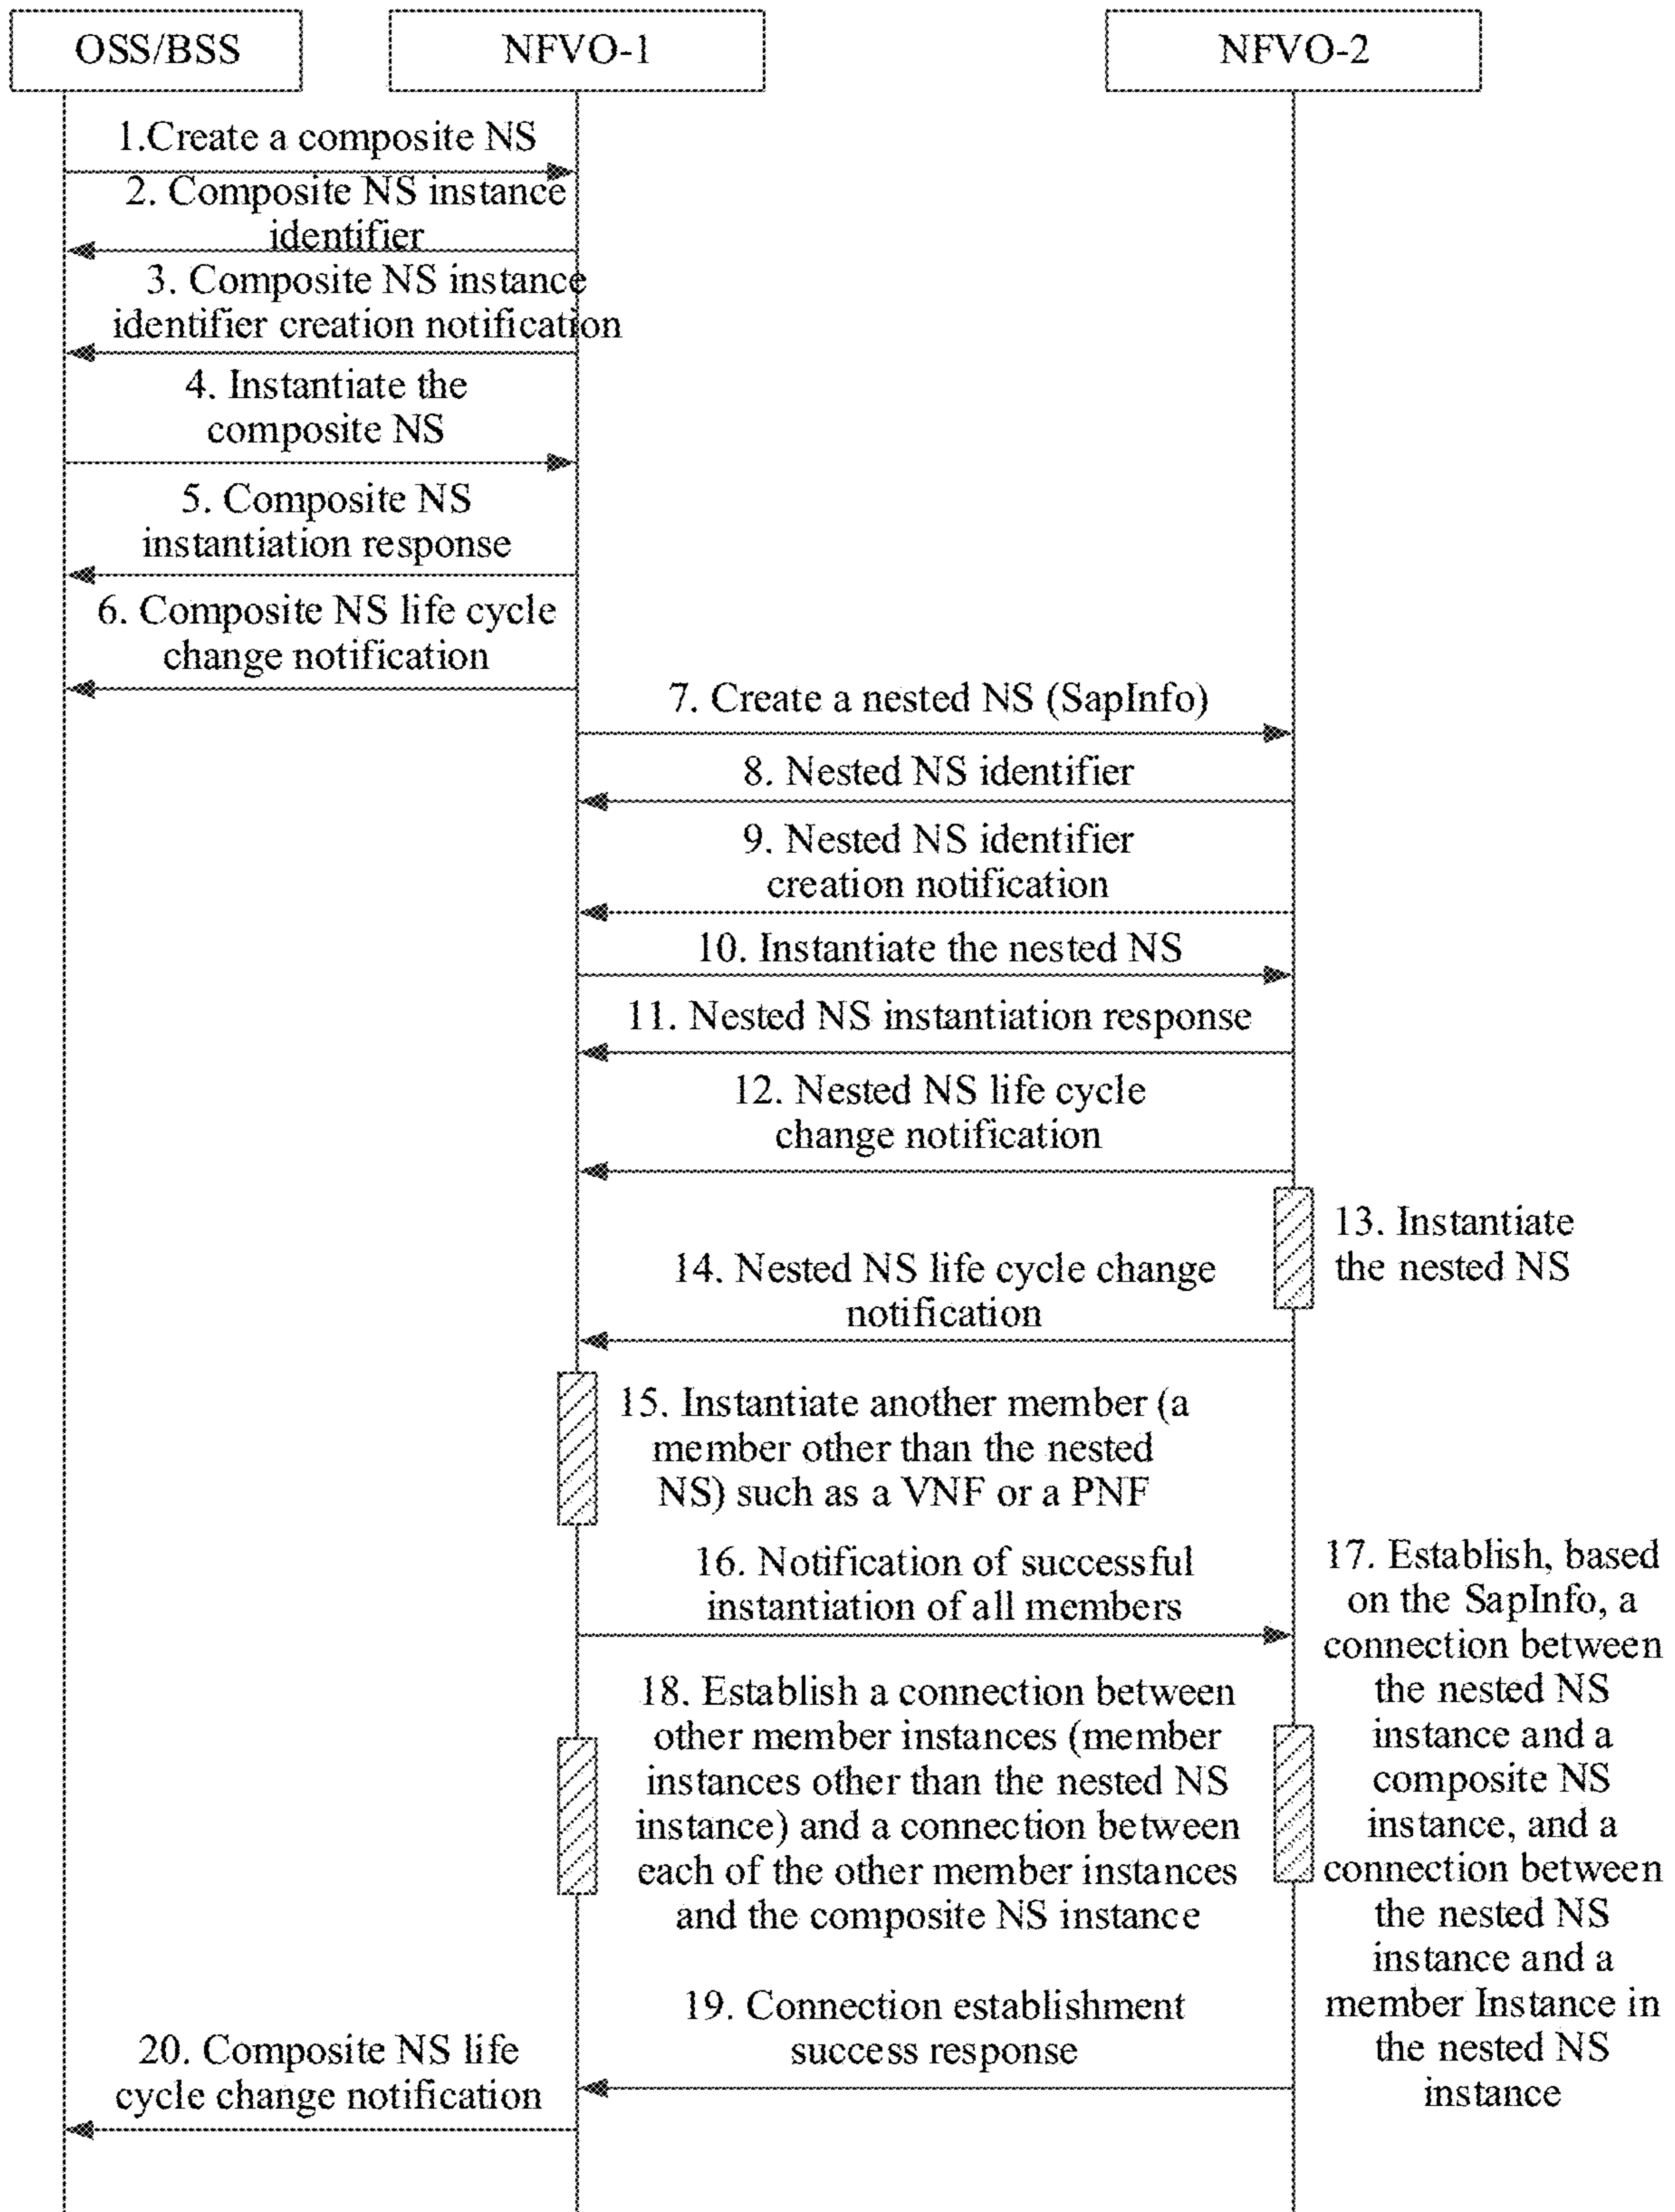 OSS/BSS
NFVO-1
NFVO-2
1.Create a composite NS
2. Composite NS instance
identifier
3. Composite NS instance
identifier creation notification
4. Instantiate the
composite NS
5. Composite NS
instantiation response
6. Composite NS life cycle
change notification
7. Create a nested NS (SapInfo)
8. Nested NS identifier
9. Nested NS identifier
creation notification
10. Instantiate the nested NS
11. Nested NS instantiation response
12. Nested NS life cycle
change notification
13. Instantiate
the nested NS
14. Nested NS life cycle change
notification
15. Instantiate another member (a
member other than the nested
NS) such as a VNF or a PNF
16. Notification of successful
instantiation of all members
17. Establish, based
on the SapInfo, a
connection between
the nested NS
instance and a
composite NS
instance, and a
connection between
the nested NS
instance and a
member Instance in
the nested NS
instance
18. Establish a connection between
other member instances (member
instances other than the nested NS
instance) and a connection between
each of the other member instances
and the composite NS instance
19. Connection establishment
success response
20. Composite NS life
cycle change notification